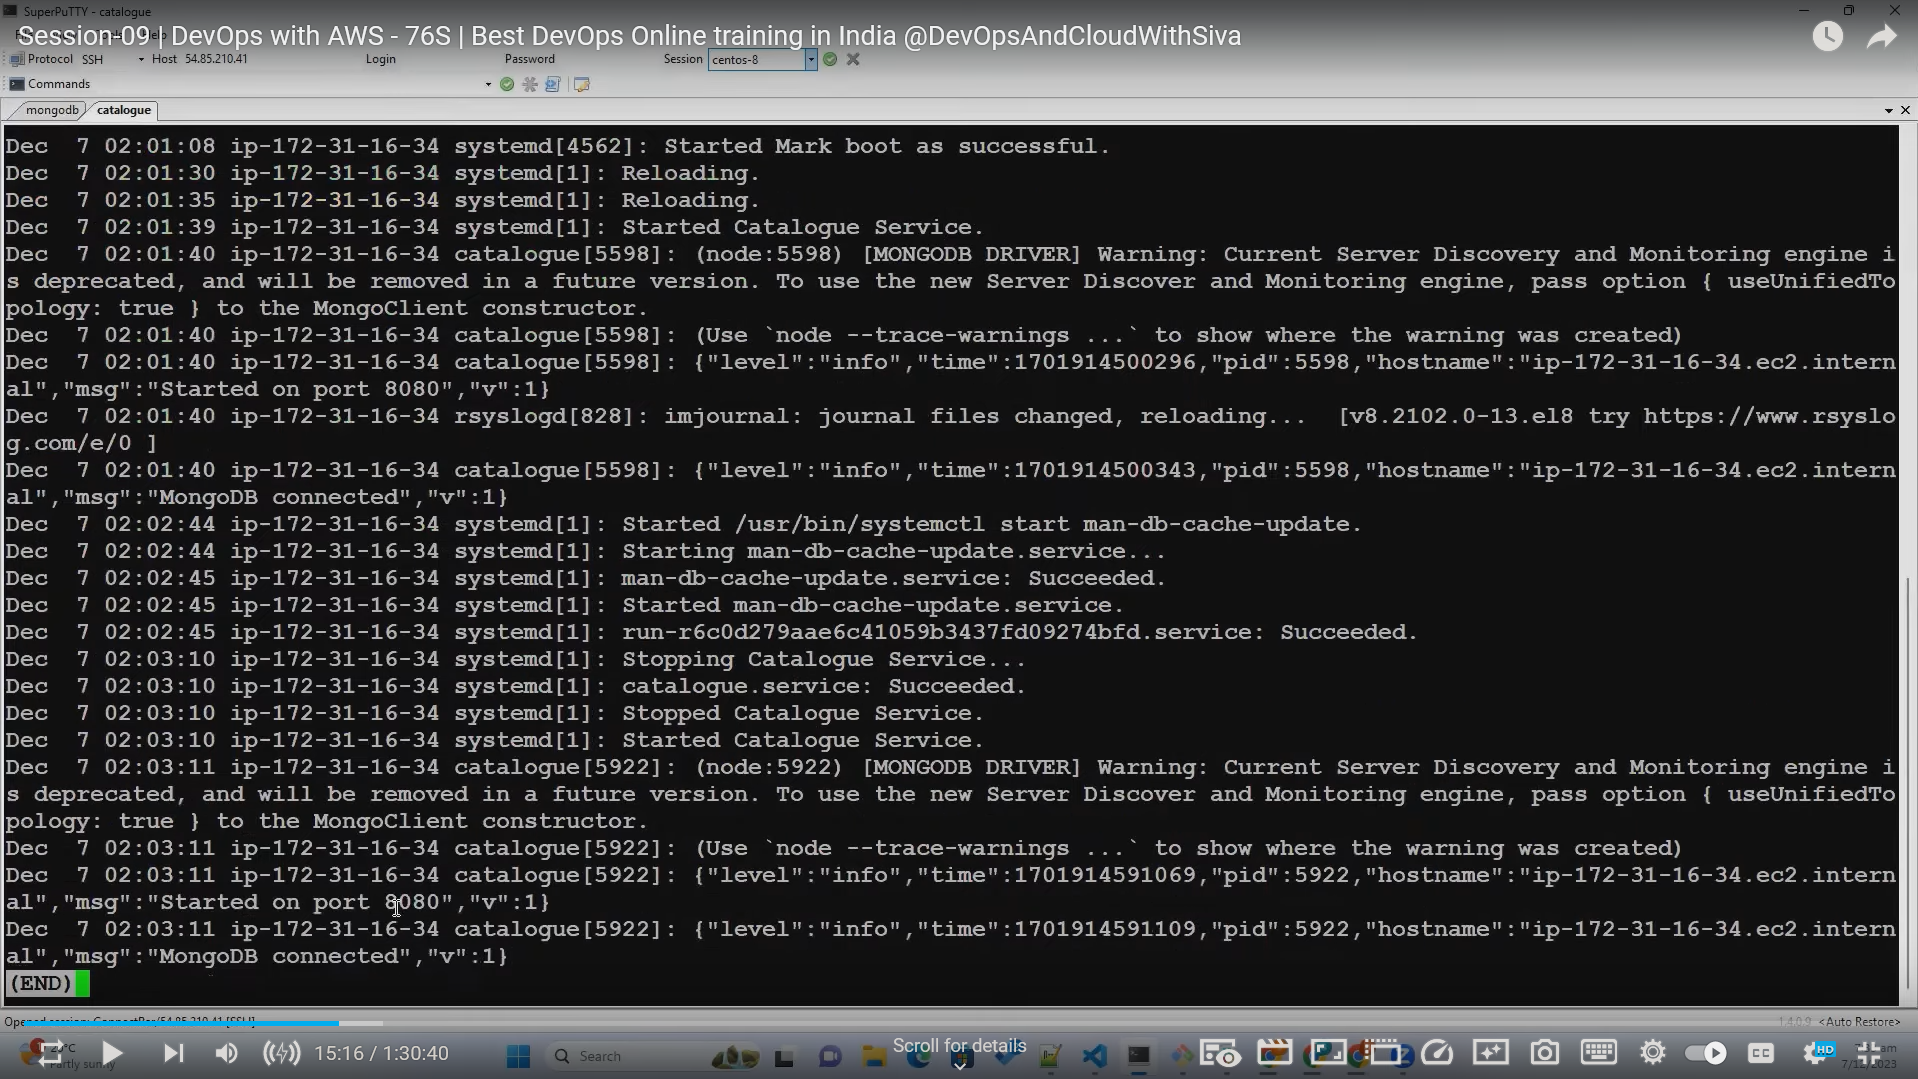 SuperPuTTY - catalogue
Session-09 | DevOps with AWS - 76S | Best DevOps Online training in India @DevOpsAndCloudWithSiva
Protocol SSH Host 54.85.210.41 Login Password Session centos-8
Commands
mongodb catalogue
Dec  7 02:01:08 ip-172-31-16-34 systemd[4562]: Started Mark boot as successful.
Dec  7 02:01:30 ip-172-31-16-34 systemd[1]: Reloading.
Dec  7 02:01:35 ip-172-31-16-34 systemd[1]: Reloading.
Dec  7 02:01:39 ip-172-31-16-34 systemd[1]: Started Catalogue Service.
Dec  7 02:01:40 ip-172-31-16-34 catalogue[5598]: (node:5598) [MONGODB DRIVER] Warning: Current Server Discovery and Monitoring engine i
s deprecated, and will be removed in a future version. To use the new Server Discover and Monitoring engine, pass option { useUnifiedTo
pology: true } to the MongoClient constructor.
Dec  7 02:01:40 ip-172-31-16-34 catalogue[5598]: (Use `node --trace-warnings ...` to show where the warning was created)
Dec  7 02:01:40 ip-172-31-16-34 catalogue[5598]: {"level":"info","time":1701914500296,"pid":5598,"hostname":"ip-172-31-16-34.ec2.intern
al","msg":"Started on port 8080","v":1}
Dec  7 02:01:40 ip-172-31-16-34 rsyslogd[828]: imjournal: journal files changed, reloading...  [v8.2102.0-13.el8 try https://www.rsyslo
g.com/e/0 ]
Dec  7 02:01:40 ip-172-31-16-34 catalogue[5598]: {"level":"info","time":1701914500343,"pid":5598,"hostname":"ip-172-31-16-34.ec2.intern
al","msg":"MongoDB connected","v":1}
Dec  7 02:02:44 ip-172-31-16-34 systemd[1]: Started /usr/bin/systemctl start man-db-cache-update.
Dec  7 02:02:44 ip-172-31-16-34 systemd[1]: Starting man-db-cache-update.service...
Dec  7 02:02:45 ip-172-31-16-34 systemd[1]: man-db-cache-update.service: Succeeded.
Dec  7 02:02:45 ip-172-31-16-34 systemd[1]: Started man-db-cache-update.service.
Dec  7 02:02:45 ip-172-31-16-34 systemd[1]: run-r6c0d279aae6c41059b3437fd09274bfd.service: Succeeded.
Dec  7 02:03:10 ip-172-31-16-34 systemd[1]: Stopping Catalogue Service...
Dec  7 02:03:10 ip-172-31-16-34 systemd[1]: catalogue.service: Succeeded.
Dec  7 02:03:10 ip-172-31-16-34 systemd[1]: Stopped Catalogue Service.
Dec  7 02:03:10 ip-172-31-16-34 systemd[1]: Started Catalogue Service.
Dec  7 02:03:11 ip-172-31-16-34 catalogue[5922]: (node:5922) [MONGODB DRIVER] Warning: Current Server Discovery and Monitoring engine i
s deprecated, and will be removed in a future version. To use the new Server Discover and Monitoring engine, pass option { useUnifiedTo
pology: true } to the MongoClient constructor.
Dec  7 02:03:11 ip-172-31-16-34 catalogue[5922]: (Use `node --trace-warnings ...` to show where the warning was created)
Dec  7 02:03:11 ip-172-31-16-34 catalogue[5922]: {"level":"info","time":1701914591069,"pid":5922,"hostname":"ip-172-31-16-34.ec2.intern
al","msg":"Started on port 8080","v":1}
Dec  7 02:03:11 ip-172-31-16-34 catalogue[5922]: {"level":"info","time":1701914591109,"pid":5922,"hostname":"ip-172-31-16-34.ec2.intern
al","msg":"MongoDB connected","v":1}
(END)
1.4.0.9 <Auto Restore>
15:16 / 1:30:40
Partly sunny
Search
Scroll for details
CC
HD
7/12/2023